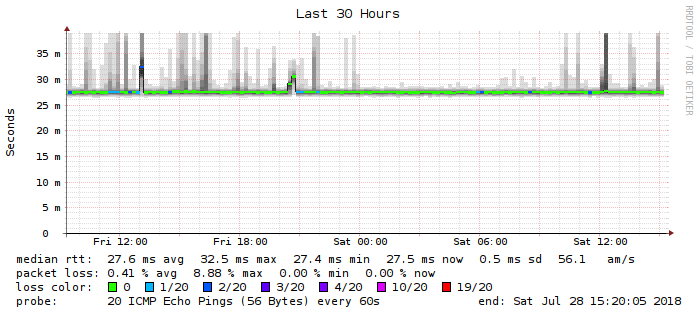 Last 30 Hours
RRDTOOL / TOBI OETIKER
Seconds
35 m
30 m
25 m
20 m
15 m
10 m
5 m
0
Fri 12:00 Fri 18:00 Sat 00:00 Sat 06:00 Sat 12:00
median rtt: 27.6 ms avg 32.5 ms max 27.4 ms min 27.5 ms now 0.5 ms sd 56.1 am/s
packet loss: 0.41 % avg 8.88 % max 0.00 % min 0.00 % now
loss color: 0 1/20 2/20 3/20 4/20 10/20 19/20
probe: 20 ICMP Echo Pings (56 Bytes) every 60s end: Sat Jul 28 15:20:05 2018